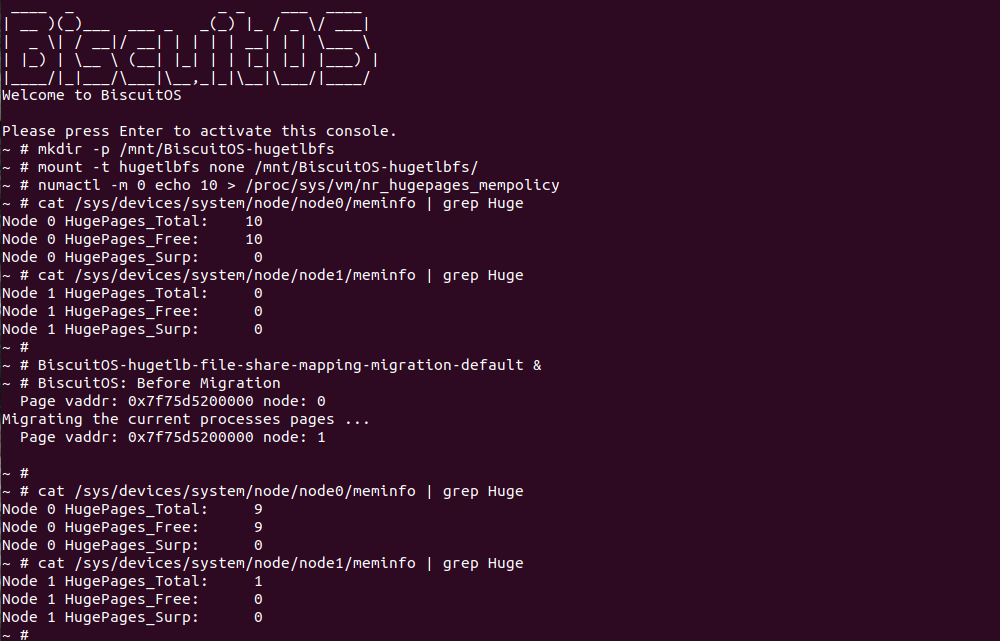 ____  _                _ _    ___  ____
| __ )(_)___  ___ _   _(_) |_ / _ \/ ___|
|  _ \| / __|/ __| | | | | __| | | \___ \
| |_) | \__ \ (__| |_| | | |_| |_| |___) |
|____/|_|___/\___|\__,_|_|\__|\___/|____/
Welcome to BiscuitOS
Please press Enter to activate this console.
~ # mkdir -p /mnt/BiscuitOS-hugetlbfs
~ # mount -t hugetlbfs none /mnt/BiscuitOS-hugetlbfs/
~ # numactl -m 0 echo 10 > /proc/sys/vm/nr_hugepages_mempolicy
~ # cat /sys/devices/system/node/node0/meminfo | grep Huge
Node 0 HugePages_Total:    10
Node 0 HugePages_Free:     10
Node 0 HugePages_Surp:      0
~ # cat /sys/devices/system/node/node1/meminfo | grep Huge
Node 1 HugePages_Total:     0
Node 1 HugePages_Free:      0
Node 1 HugePages_Surp:      0
~ #
~ # BiscuitOS-hugetlb-file-share-mapping-migration-default &
~ # BiscuitOS: Before Migration
  Page vaddr: 0x7f75d5200000 node: 0
Migrating the current processes pages ...
  Page vaddr: 0x7f75d5200000 node: 1
~ #
~ # cat /sys/devices/system/node/node0/meminfo | grep Huge
Node 0 HugePages_Total:     9
Node 0 HugePages_Free:      9
Node 0 HugePages_Surp:      0
~ # cat /sys/devices/system/node/node1/meminfo | grep Huge
Node 1 HugePages_Total:     1
Node 1 HugePages_Free:      0
Node 1 HugePages_Surp:      0
~ #